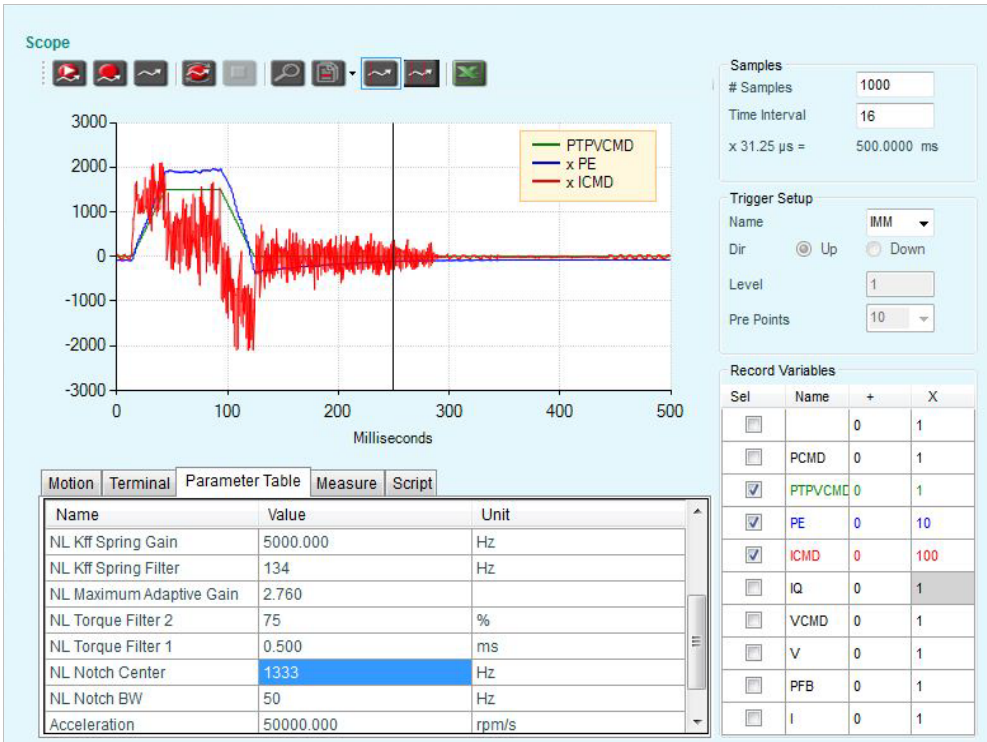 Scope
3000
2000
1000
0
-1000
-2000
-3000
0 100 200 300 400 500
Milliseconds
PTPVCMD
x PE
x ICMD
Samples
# Samples 1000
Time Interval 16
x 31.25 µs = 500.0000 ms
Trigger Setup
Name IMM
Dir Up Down
Level 1
Pre Points 10
Motion Terminal Parameter Table Measure Script
Name Value Unit
NL Kff Spring Gain 5000.000 Hz
NL Kff Spring Filter 134 Hz
NL Maximum Adaptive Gain 2.760
NL Torque Filter 2 75 %
NL Torque Filter 1 0.500 ms
NL Notch Center 1333 Hz
NL Notch BW 50 Hz
Acceleration 50000.000 rpm/s
Record Variables
Sel Name + X
0 1
PCMD 0 1
PTPVCMD 0 1
PE 0 10
ICMD 0 100
IQ 0 1
VCMD 0 1
V 0 1
PFB 0 1
I 0 1